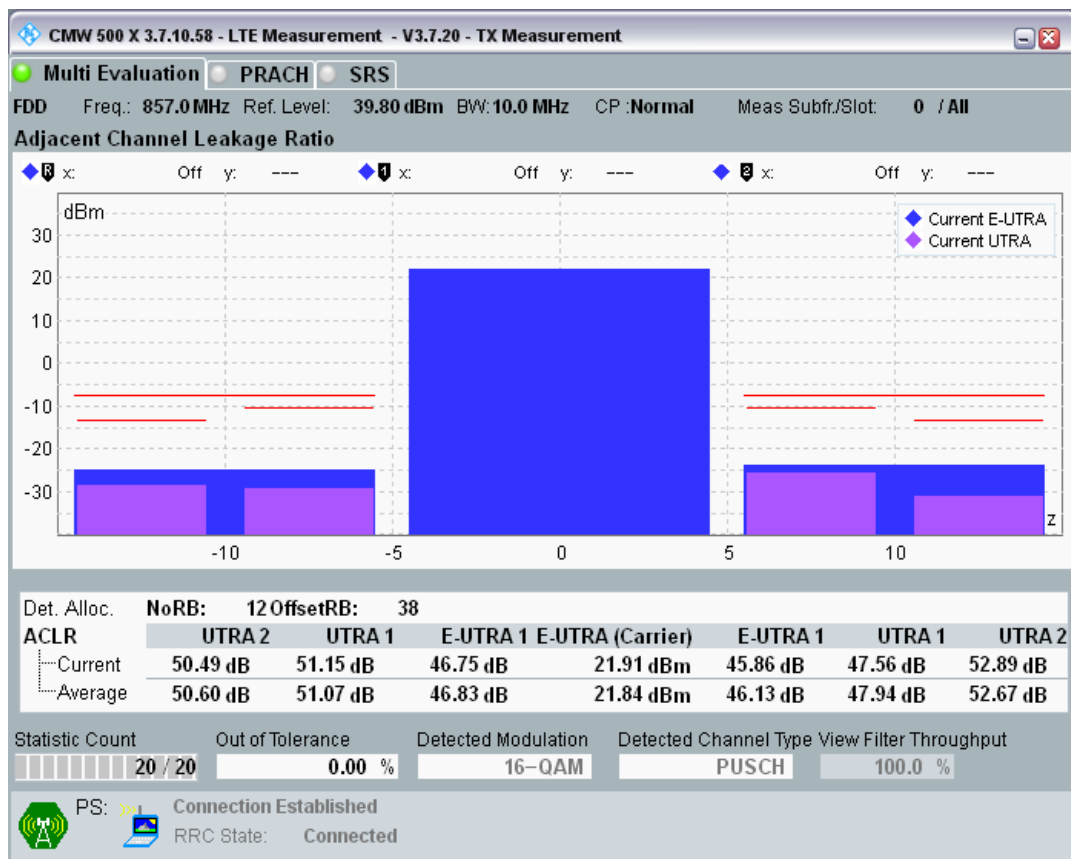 CMW 500 X 3.7.10.58 - LTE Measurement - V3.7.20 - TX Measurement
Multi Evaluation PRACH SRS
FDD Freq.: 857.0 MHz Ref. Level: 39.80 dBm BW: 10.0 MHz CP :Normal Meas Subfr./Slot: 0 / All
Adjacent Channel Leakage Ratio
R x: Off y: --- 1 x: Off y: --- 2 x: Off y: ---
dBm
Current E-UTRA
Current UTRA
30
20
10
0
-10
-20
-30
z
-10 -5 0 5 10
Det. Alloc. NoRB: 12 OffsetRB: 38
ACLR UTRA 2 UTRA 1 E-UTRA 1 E-UTRA (Carrier) E-UTRA 1 UTRA 1 UTRA 2
Current 50.49 dB 51.15 dB 46.75 dB 21.91 dBm 45.86 dB 47.56 dB 52.89 dB
Average 50.60 dB 51.07 dB 46.83 dB 21.84 dBm 46.13 dB 47.94 dB 52.67 dB
Statistic Count Out of Tolerance Detected Modulation Detected Channel Type View Filter Throughput
20 / 20 0.00 % 16-QAM PUSCH 100.0 %
PS: Connection Established
RRC State: Connected